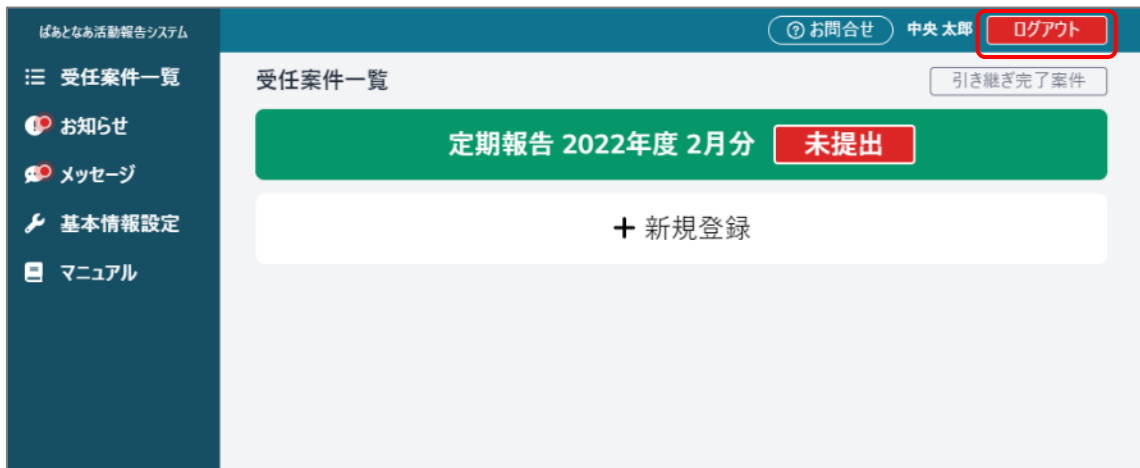 ぱあとなあ活動報告システム
お問合せ
中央 太郎
ログアウト
受任案件一覧
お知らせ
メッセージ
基本情報設定
マニュアル
受任案件一覧
引き継ぎ完了案件
定期報告 2022年度 2月分 未提出
+ 新規登録